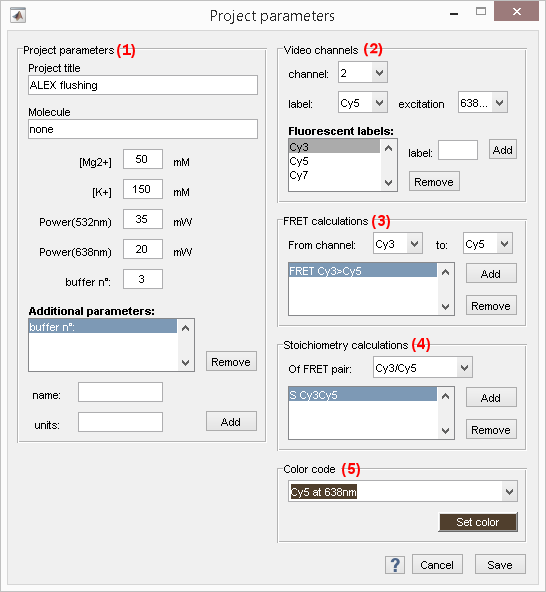 Project parameters
Project parameters (1)
Project title
ALEX flushing
Molecule
none
[Mg2+] 50 mM
[K+] 150 mM
Power(532nm) 35 mW
Power(638nm) 20 mW
buffer n°: 3
Additional parameters:
buffer n°:
Remove
name:
units:
Add
Video channels (2)
channel: 2
label: Cy5 excitation 638...
Fluorescent labels:
Cy3
Cy5
Cy7
label: Add
Remove
FRET calculations (3)
From channel: Cy3 to: Cy5
FRET Cy3>Cy5
Add
Remove
Stoichiometry calculations (4)
Of FRET pair: Cy3/Cy5
S Cy3Cy5
Add
Remove
Color code (5)
Cy5 at 638nm
Set color
? Cancel Save